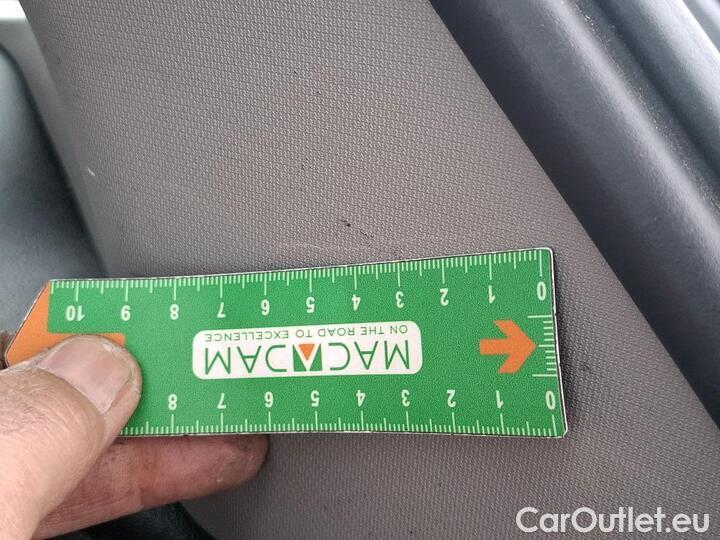 10 9 8 7 6 5 4 3 2 1 0
ON THE ROAD TO EXCELLENCE
MACADAM
8 7 6 5 4 3 2 1 0
CarOutlet.eu